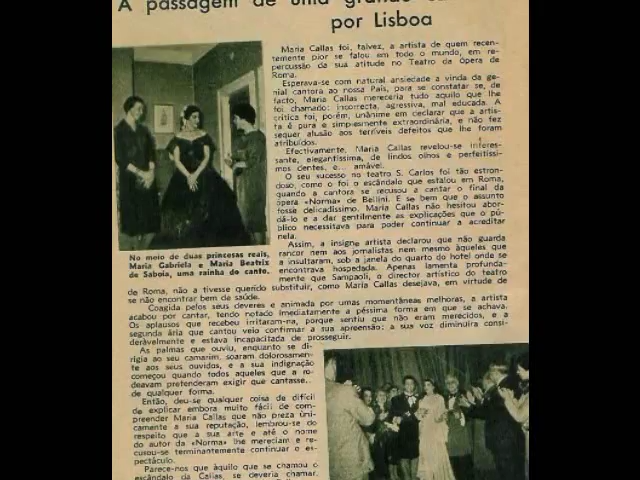 A passagem de uma grande
por Lisboa
Maria Callas foi, talvez, a artista de quem recen-
temente pior se falou em todo o mundo, em re-
percussão da sua atitude no Teatro da Ópera de
Roma.
Esperava-se com natural ansiedade a vinda da ge-
nial cantora ao nosso País, para se constatar se, de
facto, Maria Callas mereceria tudo aquilo que lhe
foi chamado: incorrecta, agressiva, mal educada. A
crítica foi, porém, unânime em declarar que a artis-
ta é pura e simplesmente extraordinária, e não fez
sequer alusão aos terríveis defeitos que lhe foram
atribuídos.
Efectivamente, Maria Callas revelou-se interes-
sante, elegantíssima, de lindos olhos e perfeitíssi-
mos dentes, e... amável.
O seu sucesso no teatro S. Carlos foi tão estron-
doso, como o foi o escândalo que estalou em Roma,
quando a cantora se recusou a cantar o final da
ópera «Norma» de Bellini. E se bem que o assunto
fosse delicadíssimo, Maria Callas não hesitou abor-
dá-lo e a dar gentilmente as explicações que o pú-
blico necessitava para poder continuar a acreditar
nela.
Assim, a insigne artista declarou que não guarda
rancor nem aos jornalistas nem mesmo àqueles que
a insultaram, sob a janela do quarto do hotel onde se
encontrava hospedada. Apenas lamenta profunda-
mente que Sampaoli, o director artístico do teatro
No meio de duas princesas reais,
Maria Gabriela e Maria Beatriz
de Sabóia, uma rainha do canto.
de Roma, não a tivesse querido substituir, como Maria Callas desejava, em virtude de
se não encontrar bem de saúde.
Coagida pelos seus deveres e animada por umas momentâneas melhoras, a artista
acabou por cantar, tendo notado imediatamente a péssima forma em que se achava.
Os aplausos que recebeu irritaram-na, porque sentiu que não eram merecidos, e a
segunda ária que cantou veio confirmar a sua apreensão: a sua voz diminuíra consi-
deràvelmente e estava incapacitada de prosseguir.
As palmas que ouviu, enquanto se di-
rigia ao seu camarim, soaram dolorosamen-
te aos seus ouvidos, e a sua indignação
começou quando todos aqueles que a ro-
deavam pretenderam exigir que cantasse..
de qualquer forma.
Então, deu-se qualquer coisa de difícil
de explicar embora muito fácil de com-
preender Maria Callas que não preza úni-
camente a sua reputação, lembrou-se do
respeito que a sua arte e até o nome
do autor da «Norma» lhe mereciam e re-
cusou-se terminantemente continuar o es-
pectáculo.
Parece-nos que àquilo que se chamou o
escândalo da Callas, se deveria chamar,